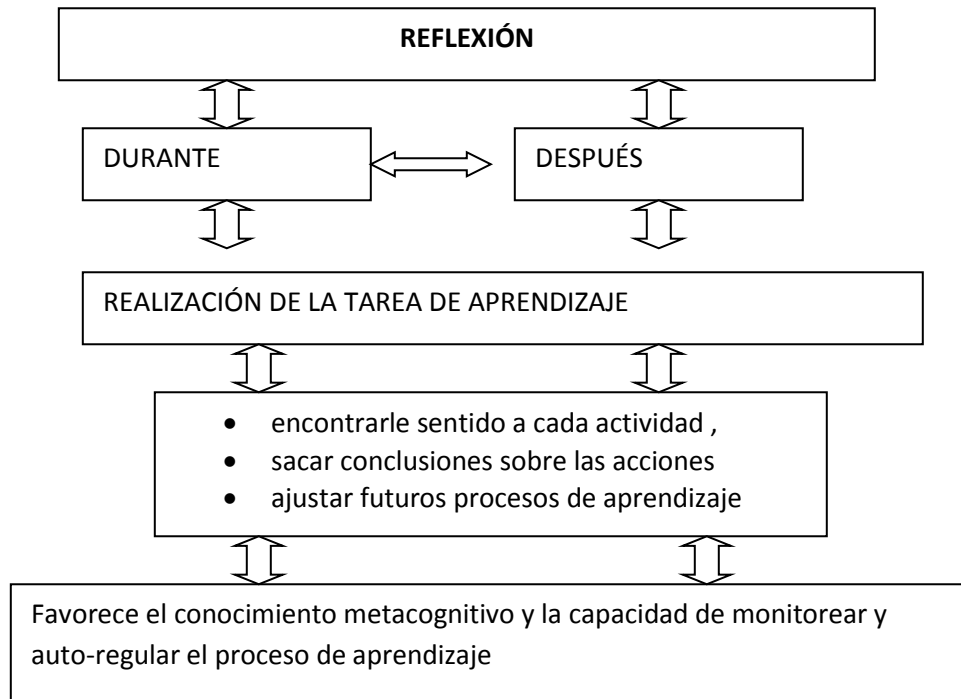 REFLEXIÓN
DURANTE
DESPUÉS
REALIZACIÓN DE LA TAREA DE APRENDIZAJE
• encontrarle sentido a cada actividad ,
• sacar conclusiones sobre las acciones
• ajustar futuros procesos de aprendizaje
Favorece el conocimiento metacognitivo y la capacidad de monitorear y
auto-regular el proceso de aprendizaje